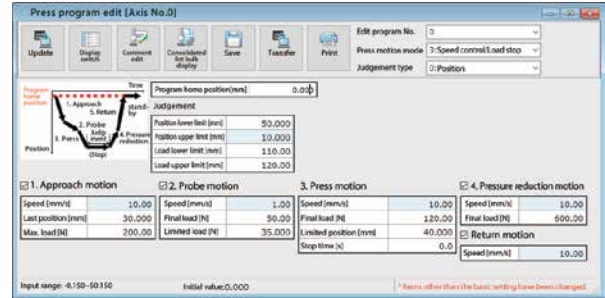 Press program edit [Axis No.0]
Update
Display switch
Comment edit
Consolidated list bulk display
Save
Transfer
Print
Edit program No. 0
Press motion mode 3:Speed control/Load stop
Judgement type 0:Position
Program home position
Time
1. Approach
5. Return
stand-by
2. Probe
3. Press
4. Pressure reduction
Position
(Stop)
Program home position[mm] 0.000
Judgement
Position lower limit [mm] 50.000
Position upper limit [mm] 10.000
Load lower limit [mm] 110.00
Load upper limit [mm] 120.00
1. Approach motion
Speed [mm/s] 10.00
Last position [mm] 30.000
Max. load [N] 200.00
2. Probe motion
Speed [mm/s] 1.00
Final load [N] 50.00
Limited load [N] 35.000
3. Press motion
Speed [mm/s] 10.00
Final load [N] 120.00
Limited position [mm] 40.000
Stop time [s] 0.0
4. Pressure reduction motion
Speed [mm/s] 10.00
Final load [N] 600.00
Return motion
Speed [mm/s] 10.00
Input range: -0.150–50.150
Initial value:0.000
* Items other than the basic setting have been changed.